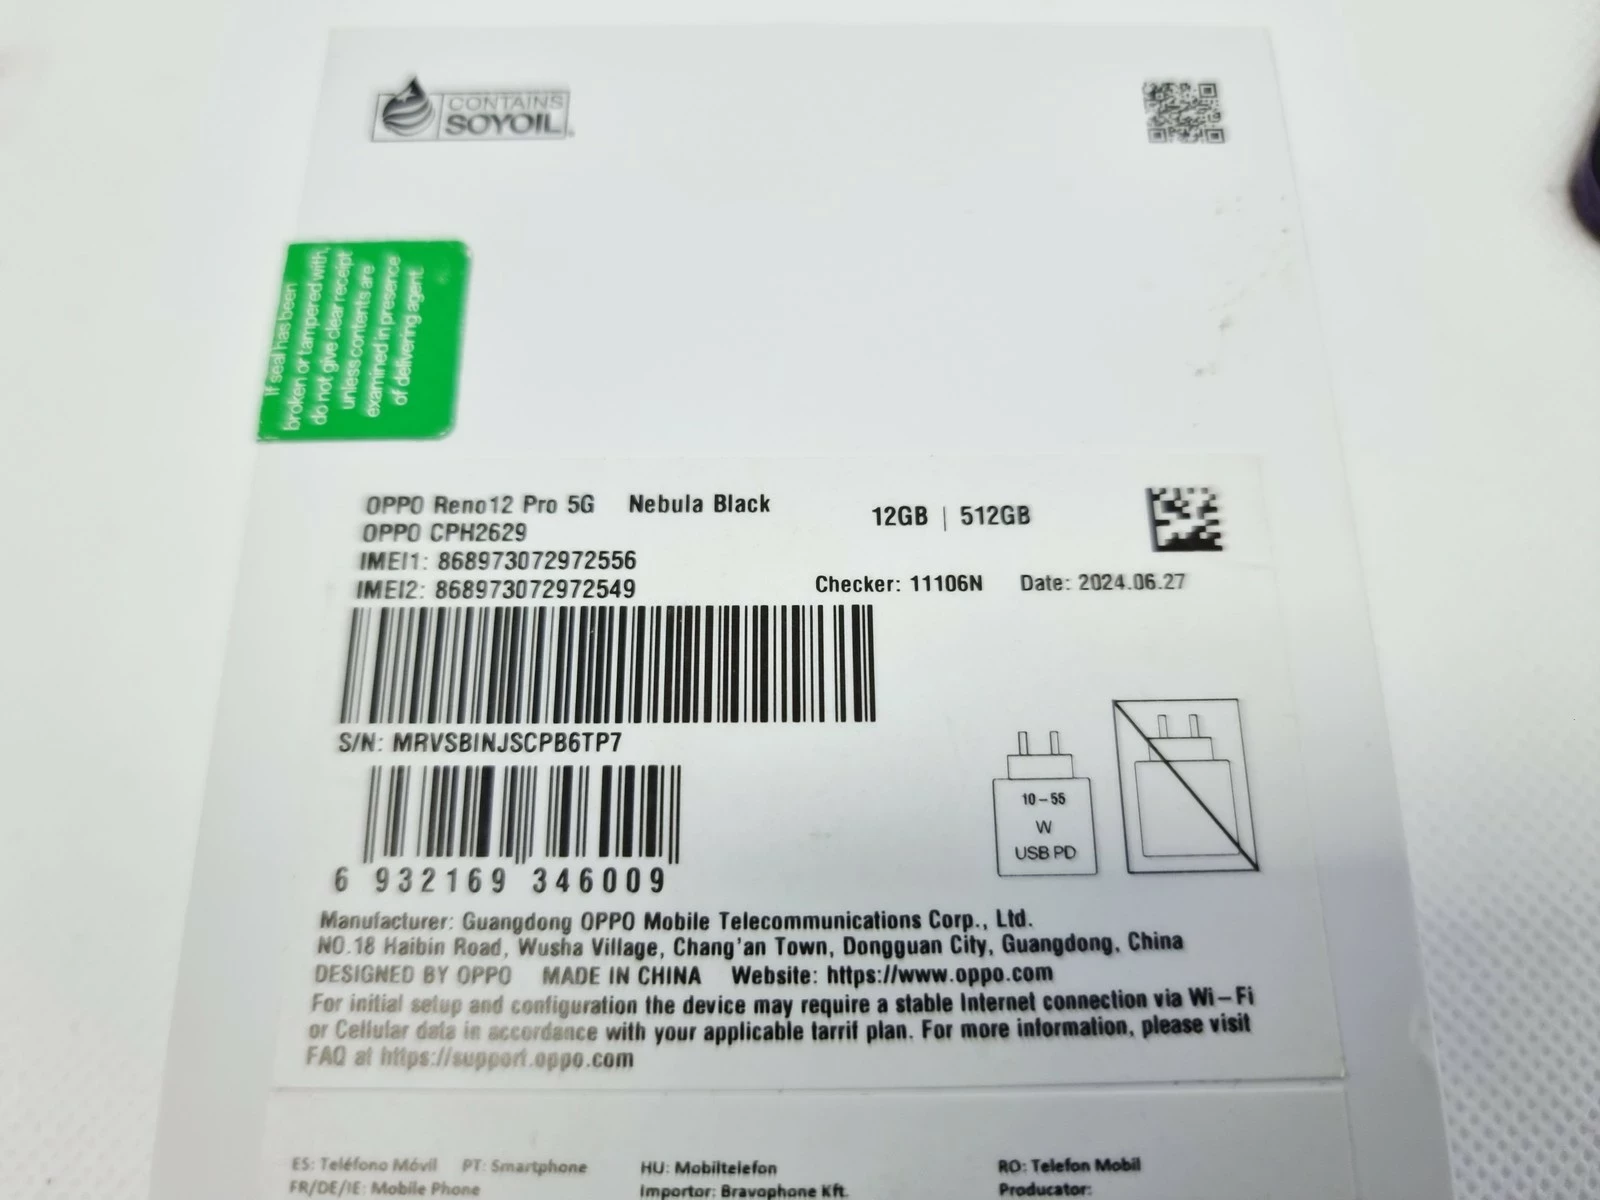 CONTAINS
SOYOIL
If seal has been
broken or tampered with,
do not give clear receipt
unless contents are
examined in presence
of delivering agent.
OPPO Reno12 Pro 5G Nebula Black 12GB | 512GB
OPPO CPH2629
IMEI1: 868973072972556
IMEI2: 868973072972549 Checker: 11106N Date: 2024.06.27
S/N: MRVSBINJSCPB6TP7
10-55
W
USB PD
6 932169 346009
Manufacturer: Guangdong OPPO Mobile Telecommunications Corp., Ltd.
NO.18 Haibin Road, Wusha Village, Chang'an Town, Dongguan City, Guangdong, China
DESIGNED BY OPPO MADE IN CHINA Website: https://www.oppo.com
For initial setup and configuration the device may require a stable Internet connection via Wi-Fi
or Cellular data in accordance with your applicable tarrif plan. For more information, please visit
FAQ at https://support.oppo.com
ES: Teléfono Móvil PT: Smartphone HU: Mobiltelefon RO: Telefon Mobil
FR/DE/IE: Mobile Phone Importor: Bravophone Kft. Producator: